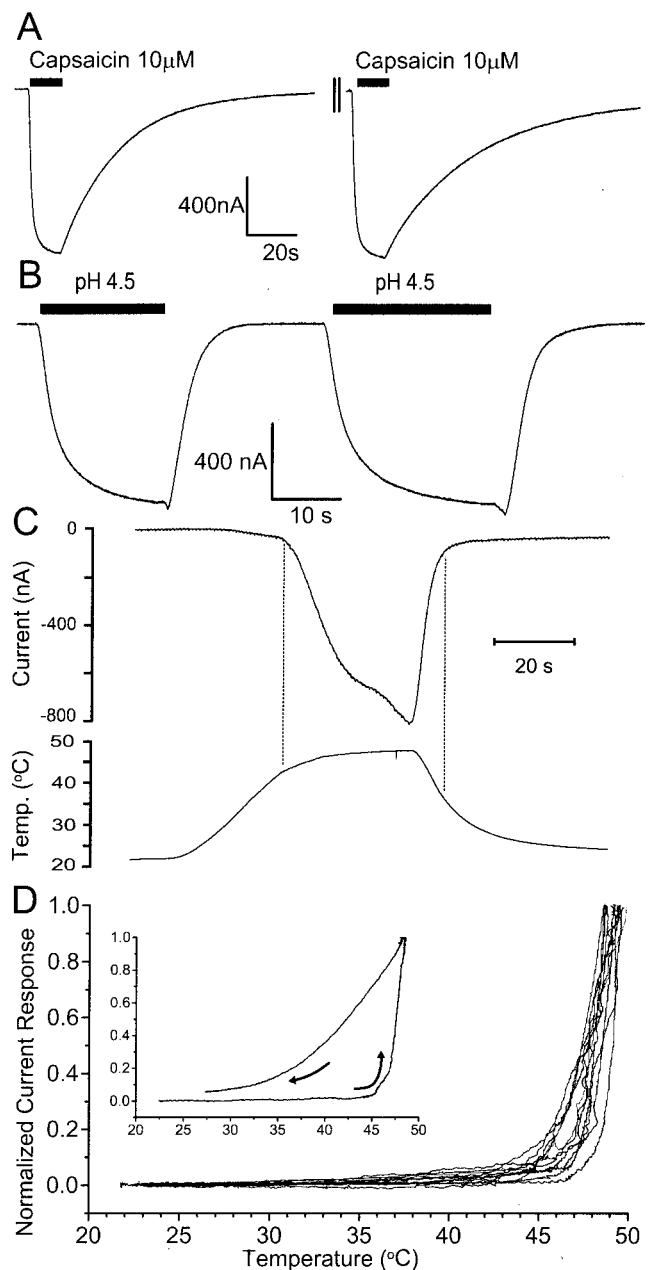 A
Capsaicin 10µM
Capsaicin 10µM
400nA
20s
B
pH 4.5
pH 4.5
400 nA
10 s
C
0
-400
-800
Current (nA)
20 s
50
40
30
20
Temp. (ºC)
D
1.0
0.8
0.6
0.4
0.2
0.0
Normalized Current Response
1.0
0.8
0.6
0.4
0.2
0.0
20 25 30 35 40 45 50
20 25 30 35 40 45 50
Temperature (ºC)